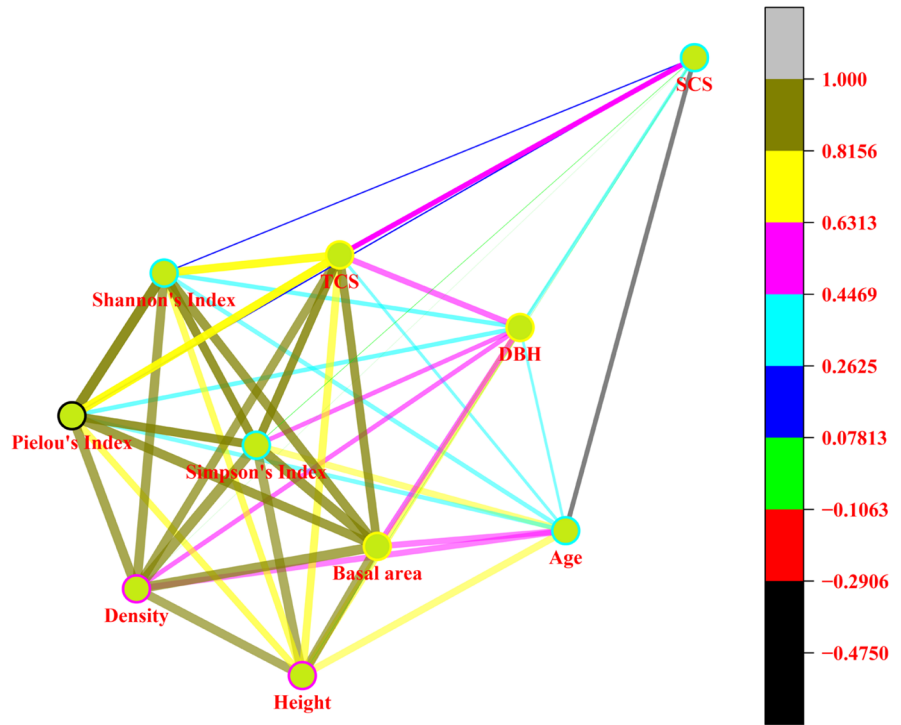 SCS
TCS
Shannon's Index
DBH
Pielou's Index
Simpson's Index
Age
Basal area
Density
Height
1.000
0.8156
0.6313
0.4469
0.2625
0.07813
−0.1063
−0.2906
−0.4750